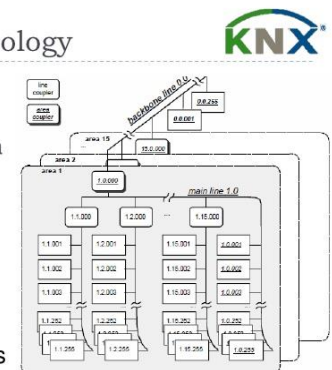 ology
KNX
line
coupler
area
coupler
backbone line 0.0
0.0.255
0.0.001
area 15
15.0.000
area 2
area 1
1.0.000
main line 1.0
1.1.000 1.2.000 ... 1.15.000
1.1.001 1.2.001 1.15.001 1.0.001
1.1.002 1.2.002 1.15.002 1.0.002
1.1.003 1.2.003 1.15.003 1.0.003
1.1.252 1.2.252 1.15.252 1.0.252
1.1.255 1.2.255 1.15.255 1.0.255
s